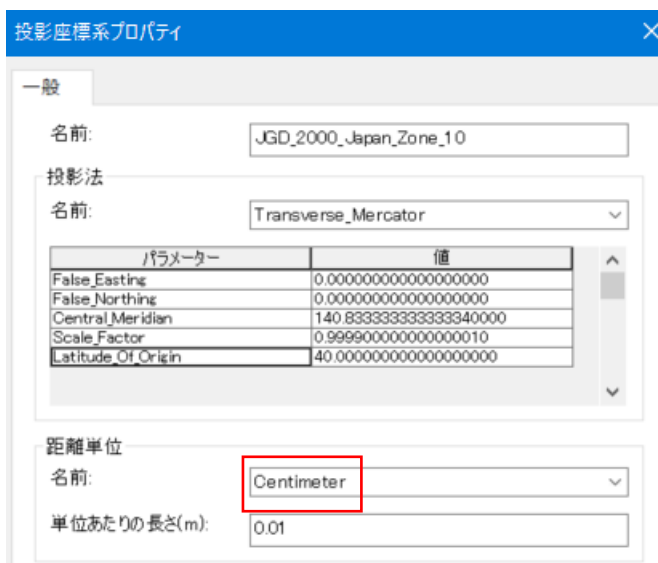 投影座標系プロパティ
一般
名前: JGD_2000_Japan_Zone_10
投影法
名前: Transverse_Mercator
パラメーター 値
False_Easting 0.000000000000000000
False_Northing 0.000000000000000000
Central_Meridian 140.833333333333340000
Scale_Factor 0.999900000000000010
Latitude_Of_Origin 40.000000000000000000
距離単位
名前: Centimeter
単位あたりの長さ(m): 0.01